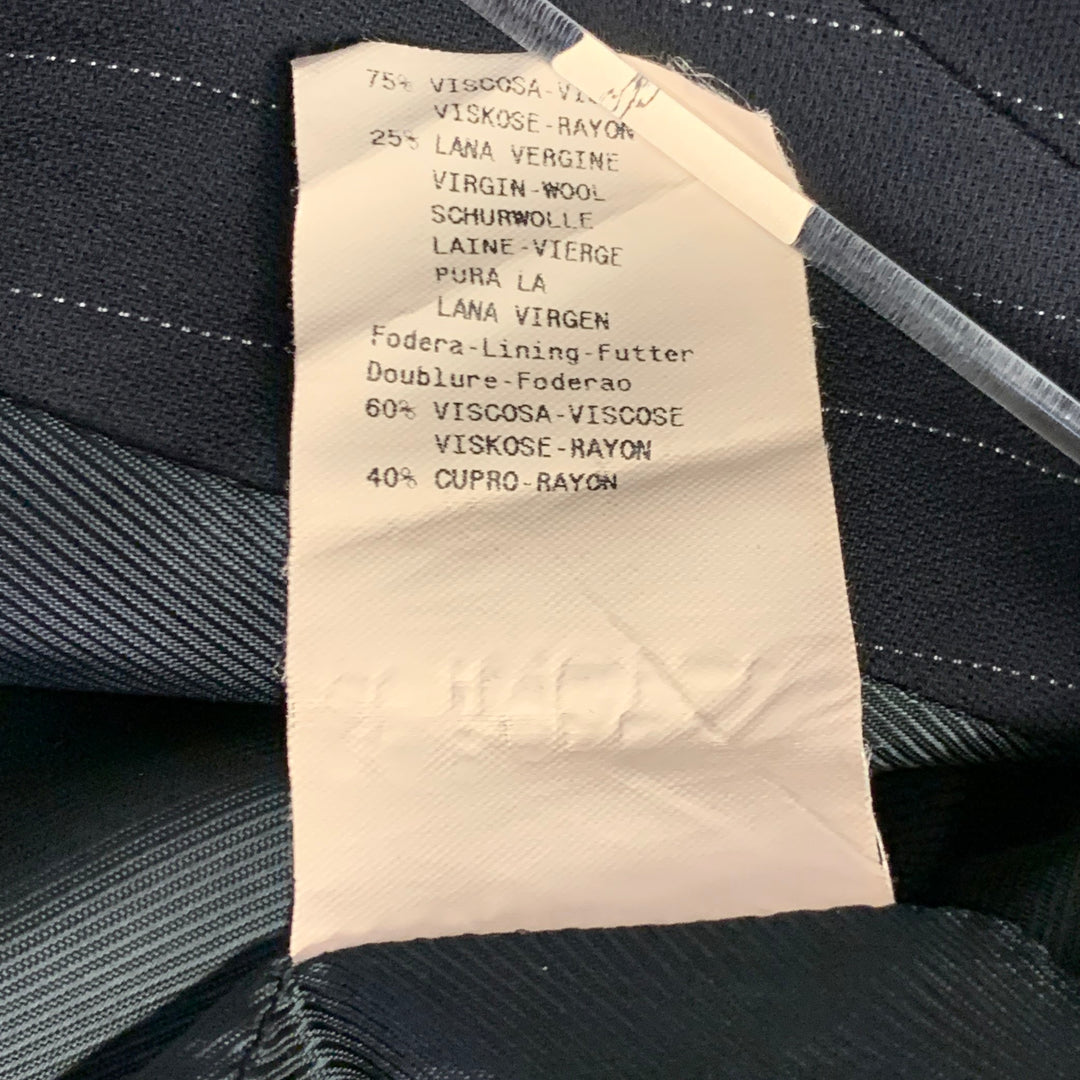 75% VISCOSA-
VISKOSE-RAYON
25% LANA VERGINE
VIRGIN-WOOL
SCHURWOLLE
LAINE-VIERGE
PURA LA
LANA VIRGEN
Fodera-Lining-Futter
Doublure-Foderao
60% VISCOSA-VISCOSE
VISKOSE-RAYON
40% CUPRO-RAYON